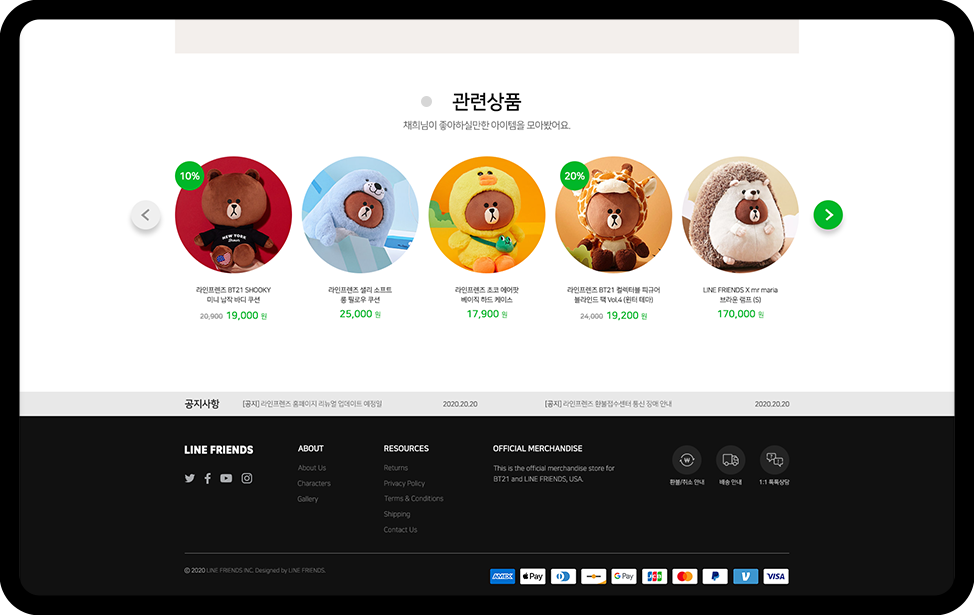 관련상품
채희님이 좋아하실만한 아이템을 모아봤어요.
10%
20%
NEW YORK
라인프렌즈 BT21 SHOOKY
미니 납작 바디 쿠션
20,900 19,000 원
라인프렌즈 샐리 소프트
롱 필로우 쿠션
25,000 원
라인프렌즈 초코 에어팟
베이직 하드 케이스
17,900 원
라인프렌즈 BT21 컬렉터블 피규어
블라인드 팩 Vol.4 (윈터 테마)
24,000 19,200 원
LINE FRIENDS X mr maria
브라운 램프 (S)
170,000 원
공지사항
[공지] 라인프렌즈 홈페이지 리뉴얼 업데이트 예정일
2020.20.20
[공지] 라인프렌즈 환불접수센터 통신 장애 안내
2020.20.20
LINE FRIENDS
ABOUT
About Us
Characters
Gallery
RESOURCES
Returns
Privacy Policy
Terms & Conditions
Shipping
Contact Us
OFFICIAL MERCHANDISE
This is the official merchandise store for
BT21 and LINE FRIENDS, USA.
환불/취소 안내
배송 안내
1:1 톡톡상담
© 2020 LINE FRIENDS INC. Designed by LINE FRIENDS.
AMEX
Pay
G Pay
JCB
VISA